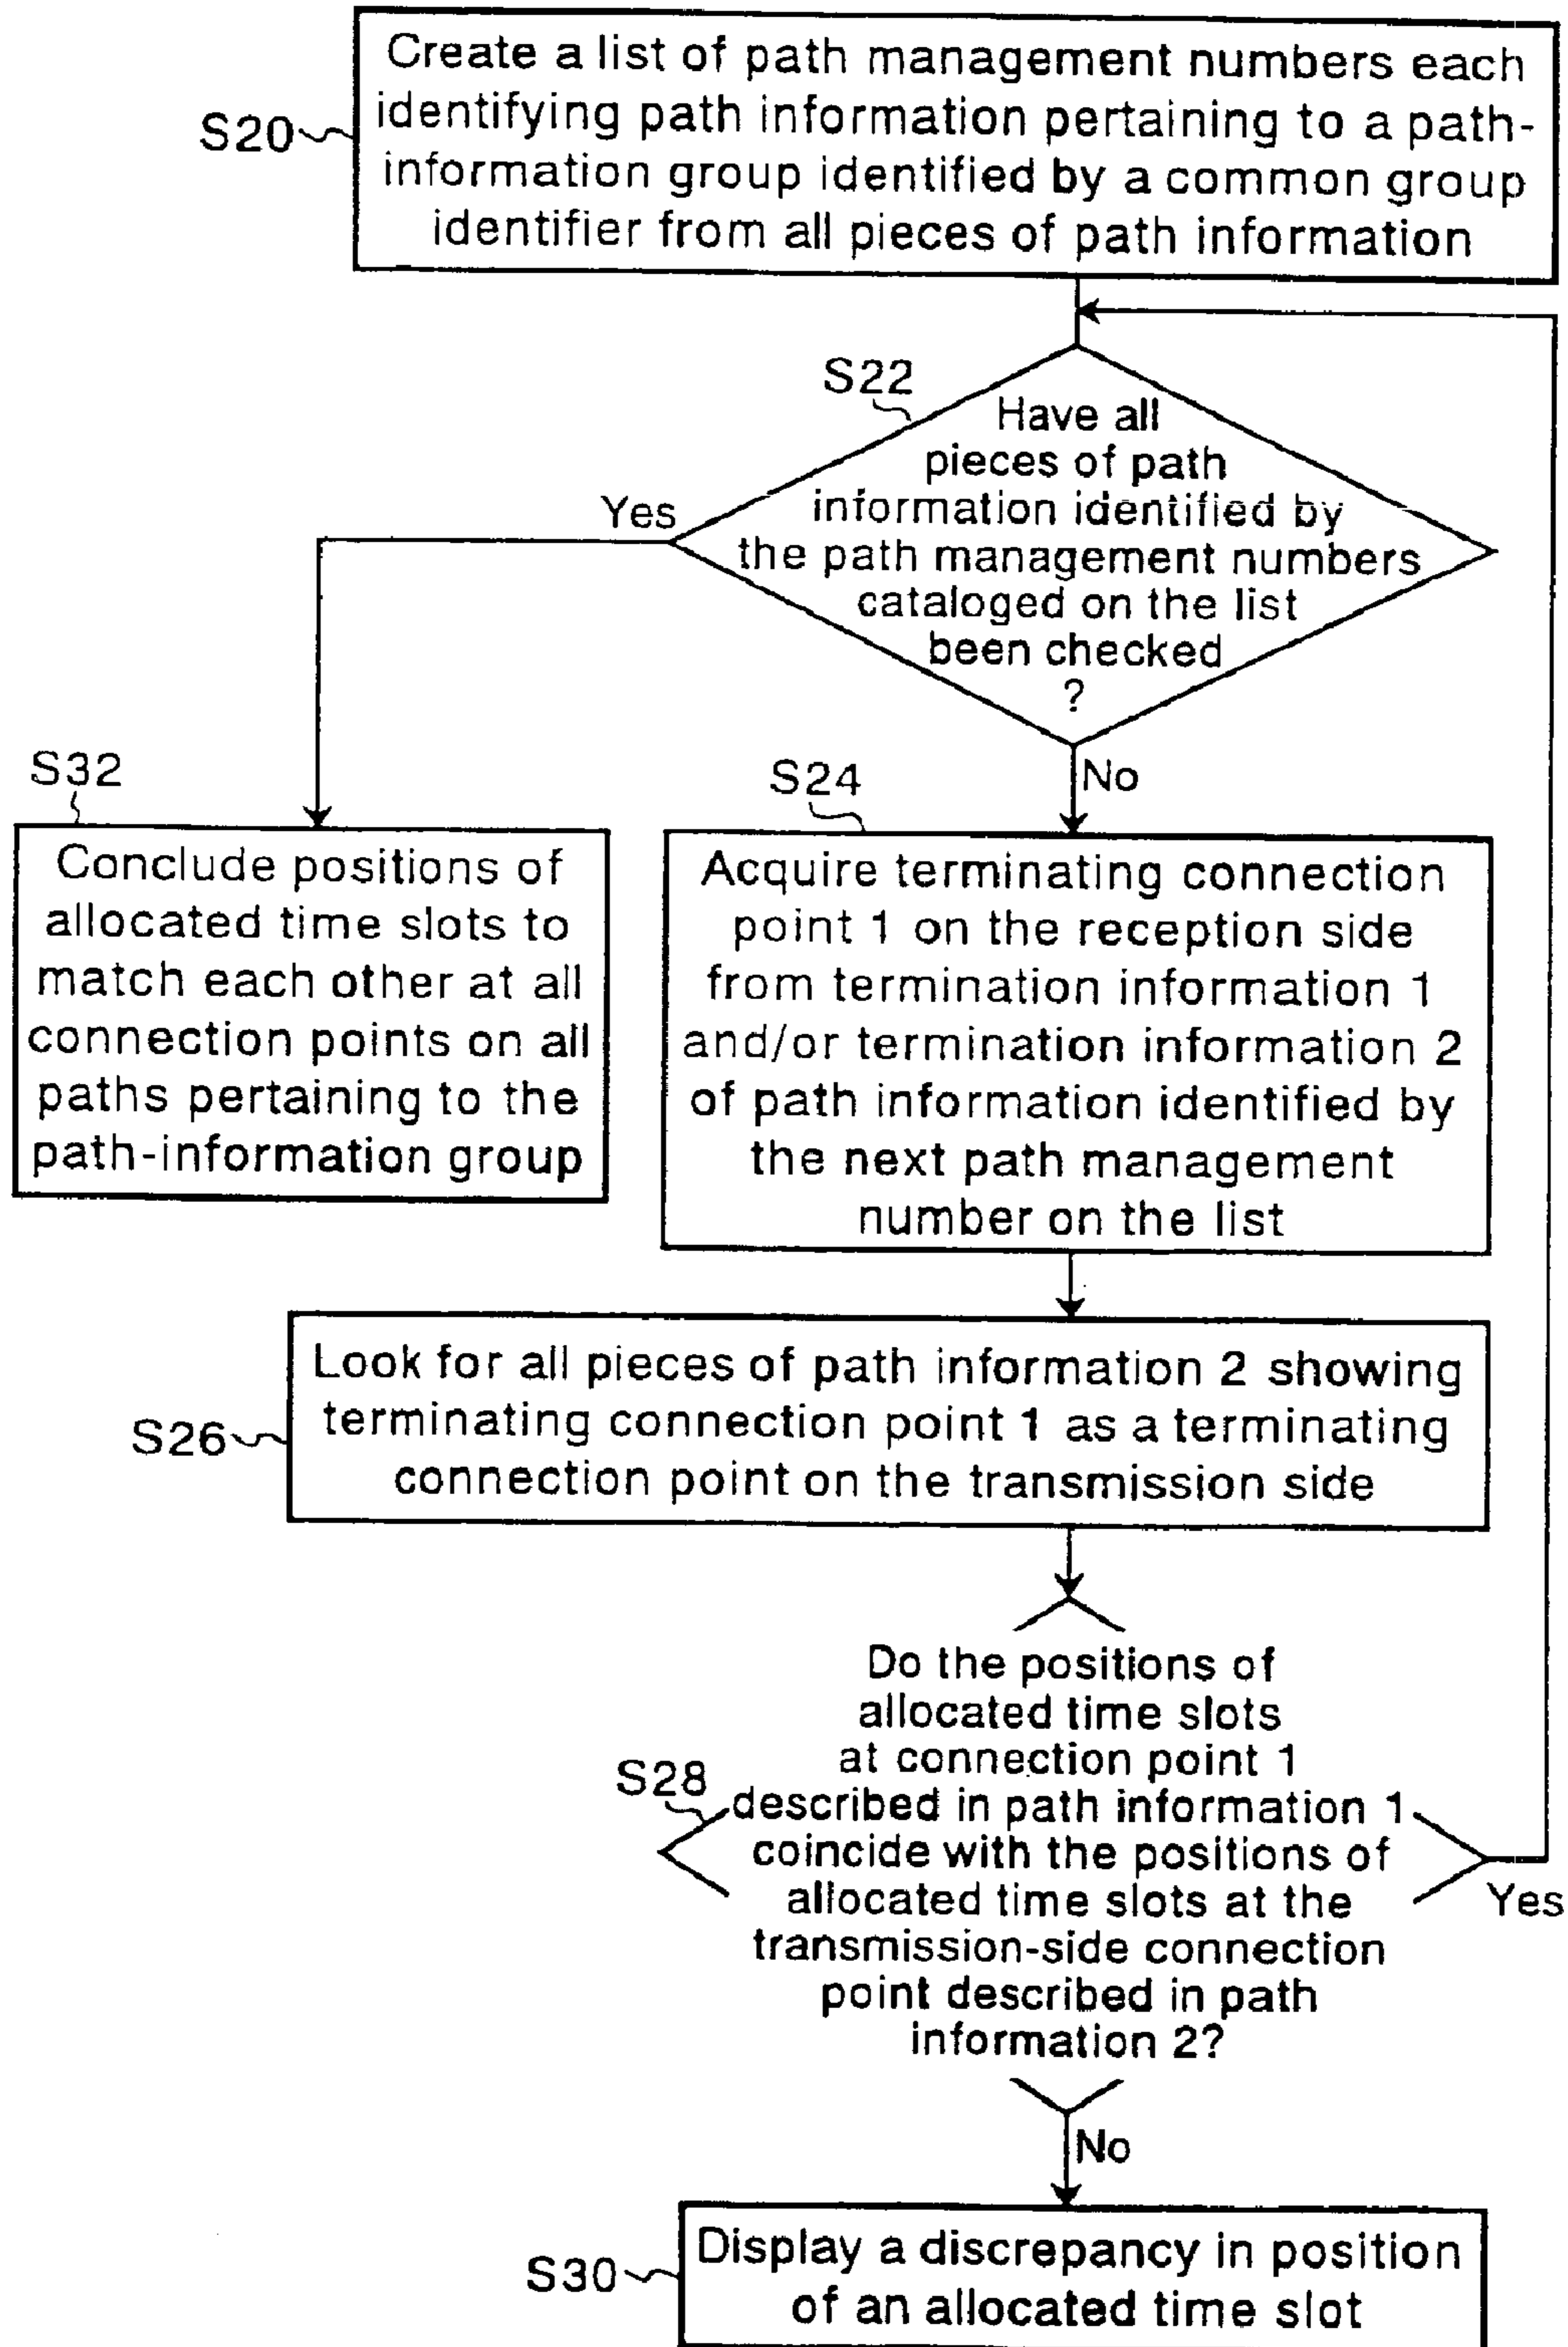 Create a list of path management numbers each
identifying path information pertaining to a path-
information group identified by a common group
identifier from all pieces of path information
S20
S22
Have all
pieces of path
information identified by
the path management numbers
cataloged on the list
been checked
?
Yes
No
S32
Conclude positions of
allocated time slots to
match each other at all
connection points on all
paths pertaining to the
path-information group
S24
Acquire terminating connection
point 1 on the reception side
from termination information 1
and/or termination information 2
of path information identified by
the next path management
number on the list
S26
Look for all pieces of path information 2 showing
terminating connection point 1 as a terminating
connection point on the transmission side
S28
Do the positions of
allocated time slots
at connection point 1
described in path information 1
coincide with the positions of
allocated time slots at the
transmission-side connection
point described in path
information 2?
Yes
No
S30
Display a discrepancy in position
of an allocated time slot